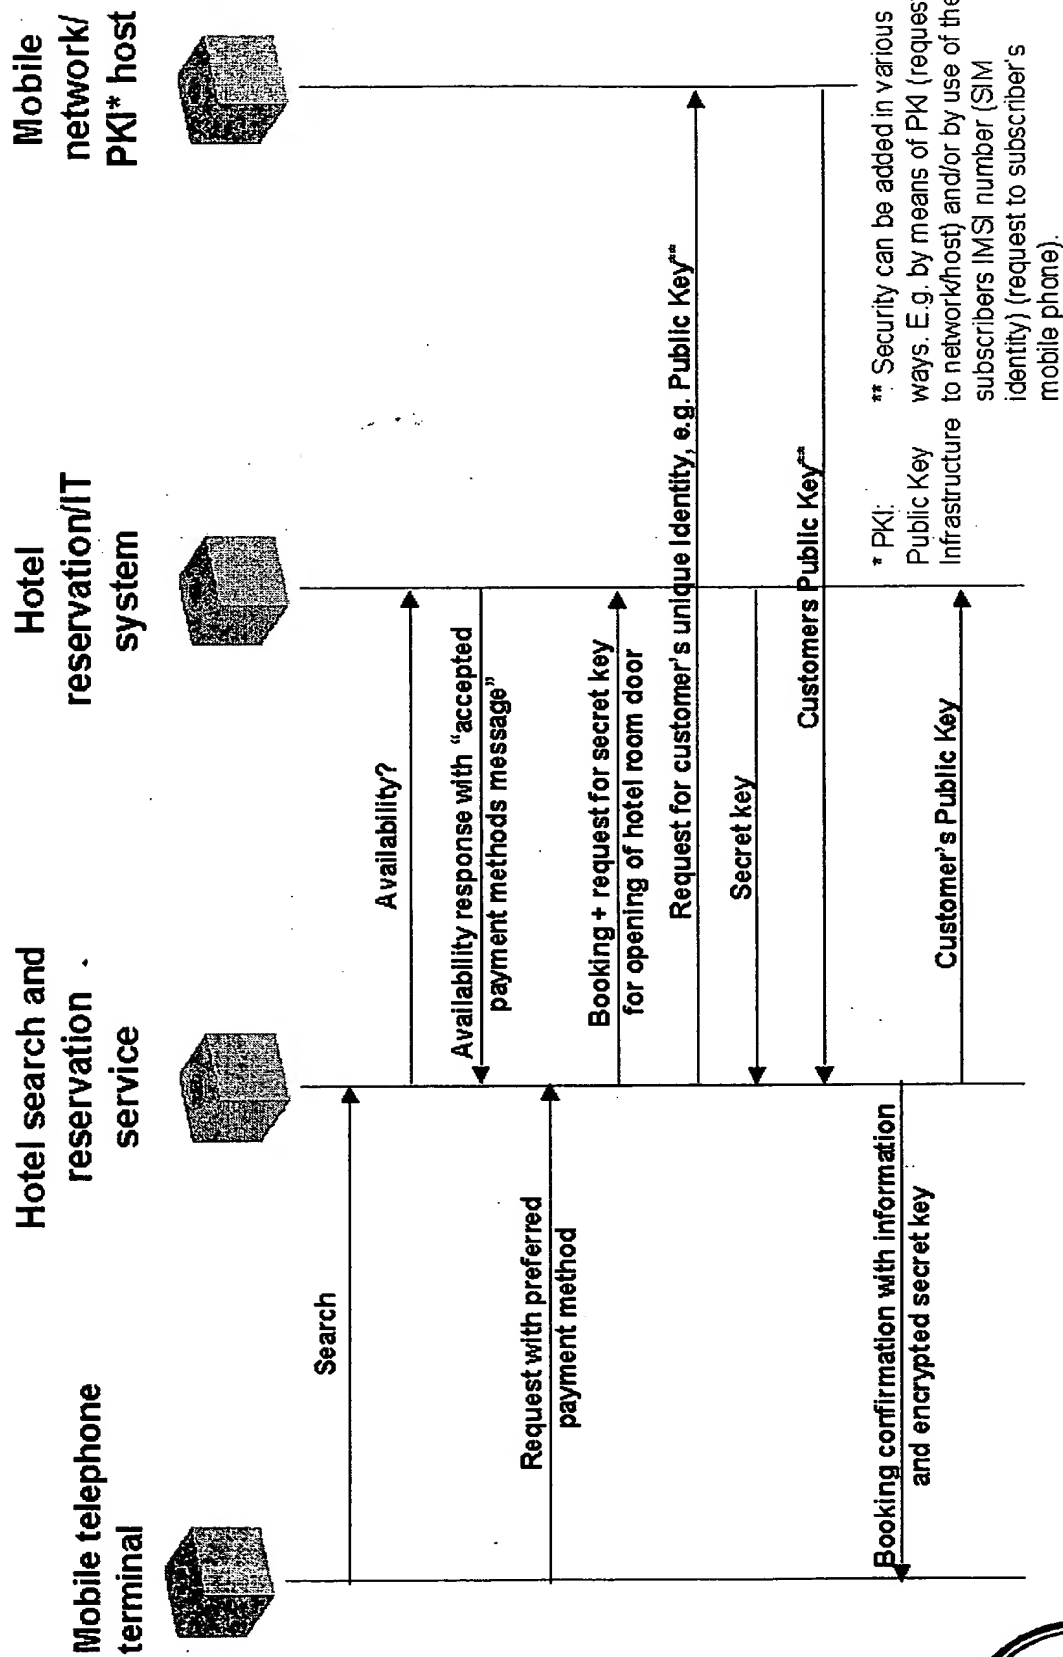 Mobile telephone
terminal
Hotel search and
reservation
service
Hotel
reservation/IT
system
Mobile
network/
PKI* host
Search
Availability?
Availability response with “accepted
payment methods message”
Request with preferred
payment method
Booking + request for secret key
for opening of hotel room door
Request for customer's unique Identity, e.g. Public Key**
Secret key
Customers Public Key**
Booking confirmation with information
and encrypted secret key
Customer's Public Key
* PKI:
Public Key
Infrastructure
** Security can be added in various
ways. E.g. by means of PKI (reques
to network/host) and/or by use of the
subscribers IMSI number (SIM
identity) (request to subscriber's
mobile phone).